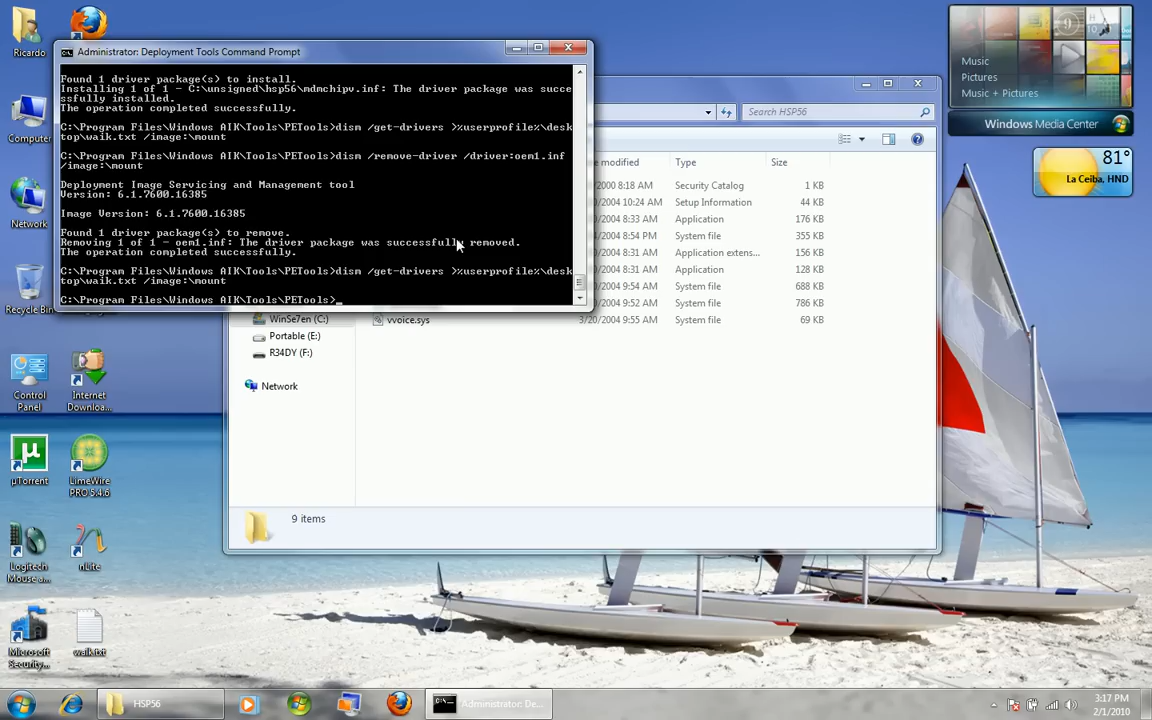 Ricardo
Computer
Network
Recycle Bin
Control
Panel
Internet
Downloa...
µTorrent
LimeWire
PRO 5.4.6
Logitech
Mouse a...
nLite
Microsoft
Security...
waik.txt
Administrator: Deployment Tools Command Prompt
Found 1 driver package(s) to install.
Installing 1 of 1 - C:\unsigned\hsp56\mdmchipv.inf: The driver package was succe
ssfully installed.
The operation completed successfully.
C:\Program Files\Windows AIK\Tools\PETools>dism /get-drivers >%userprofile%\desk
top\waik.txt /image:\mount
C:\Program Files\Windows AIK\Tools\PETools>dism /remove-driver /driver:oem1.inf
/image:\mount
Deployment Image Servicing and Management tool
Version: 6.1.7600.16385
Image Version: 6.1.7600.16385
Found 1 driver package(s) to remove.
Removing 1 of 1 - oem1.inf: The driver package was successfully removed.
The operation completed successfully.
C:\Program Files\Windows AIK\Tools\PETools>dism /get-drivers >%userprofile%\desk
top\waik.txt /image:\mount
C:\Program Files\Windows AIK\Tools\PETools>
Search HSP56
modified Type Size
2000 8:18 AM Security Catalog 1 KB
2004 10:24 AM Setup Information 44 KB
2004 8:33 AM Application 176 KB
2004 8:54 PM System file 355 KB
2004 8:31 AM Application extens... 156 KB
2004 8:31 AM Application 128 KB
2004 9:54 AM System file 688 KB
2004 9:52 AM System file 786 KB
vvoice.sys 3/20/2004 9:55 AM System file 69 KB
WinSe7en (C:)
Portable (E:)
R34DY (F:)
Network
9 items
Music
Pictures
Music + Pictures
Windows Media Center
81°
La Ceiba, HND
HSP56
Administrator: De...
3:17 PM
2/1/2010